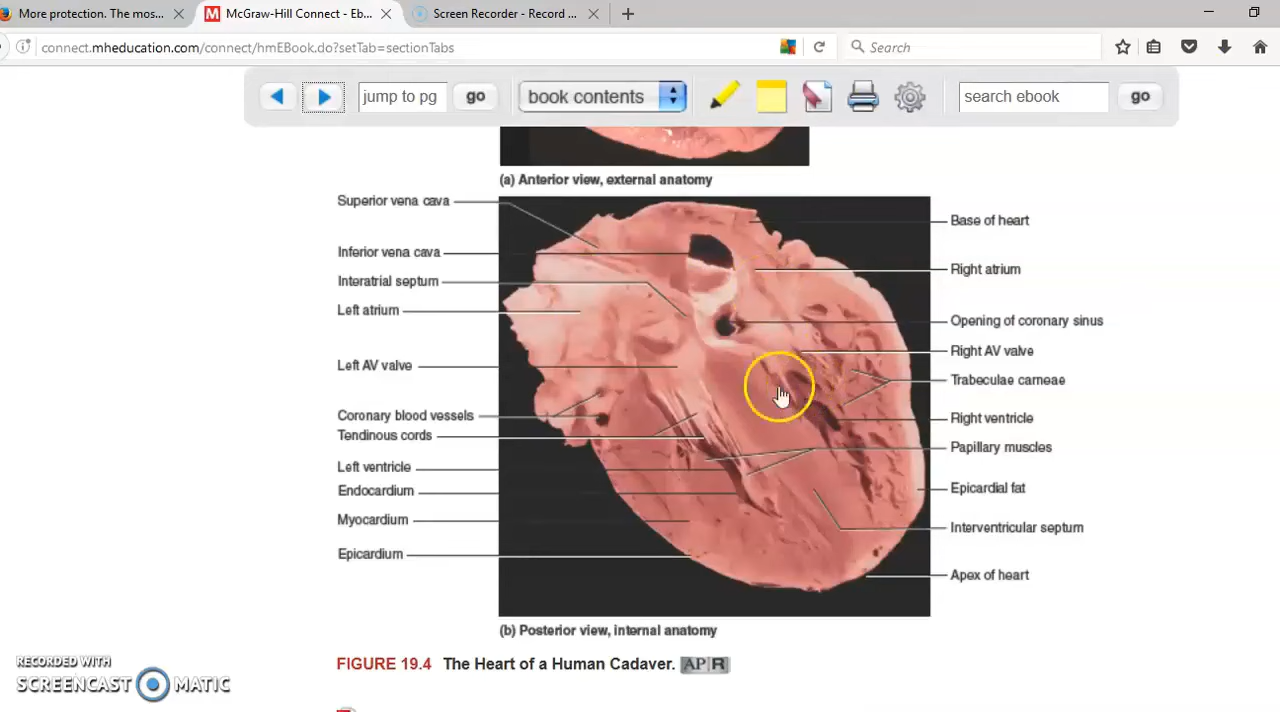 More protection. The mos...
McGraw-Hill Connect - Eb...
Screen Recorder - Record ...
connect.mheducation.com/connect/hmEBook.do?setTab=sectionTabs
Search
jump to pg
go
book contents
search ebook
go
(a) Anterior view, external anatomy
Superior vena cava
Inferior vena cava
Interatrial septum
Left atrium
Left AV valve
Coronary blood vessels
Tendinous cords
Left ventricle
Endocardium
Myocardium
Epicardium
Base of heart
Right atrium
Opening of coronary sinus
Right AV valve
Trabeculae carneae
Right ventricle
Papillary muscles
Epicardial fat
Interventricular septum
Apex of heart
(b) Posterior view, internal anatomy
FIGURE 19.4 The Heart of a Human Cadaver. AP|R
RECORDED WITH
SCREENCAST MATIC